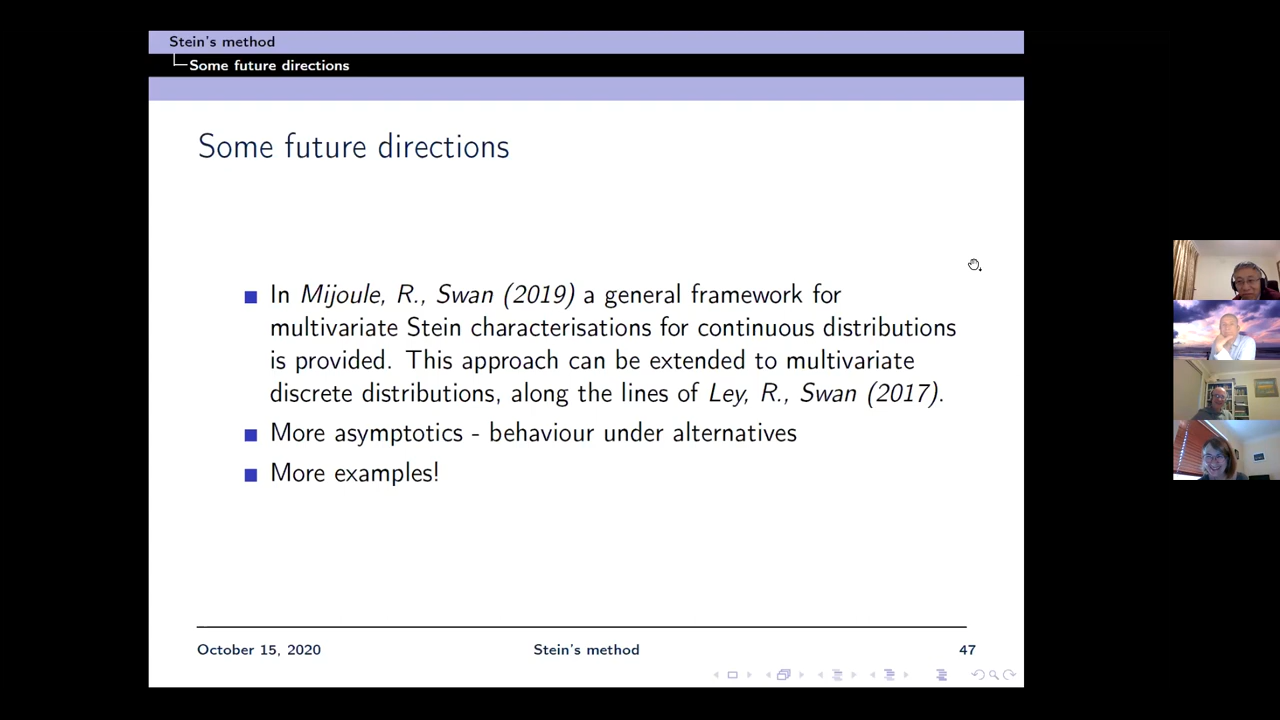 Stein's method
Some future directions
Some future directions
In Mijoule, R., Swan (2019) a general framework for
multivariate Stein characterisations for continuous distributions
is provided. This approach can be extended to multivariate
discrete distributions, along the lines of Ley, R., Swan (2017).
More asymptotics - behaviour under alternatives
More examples!
October 15, 2020 Stein's method 47